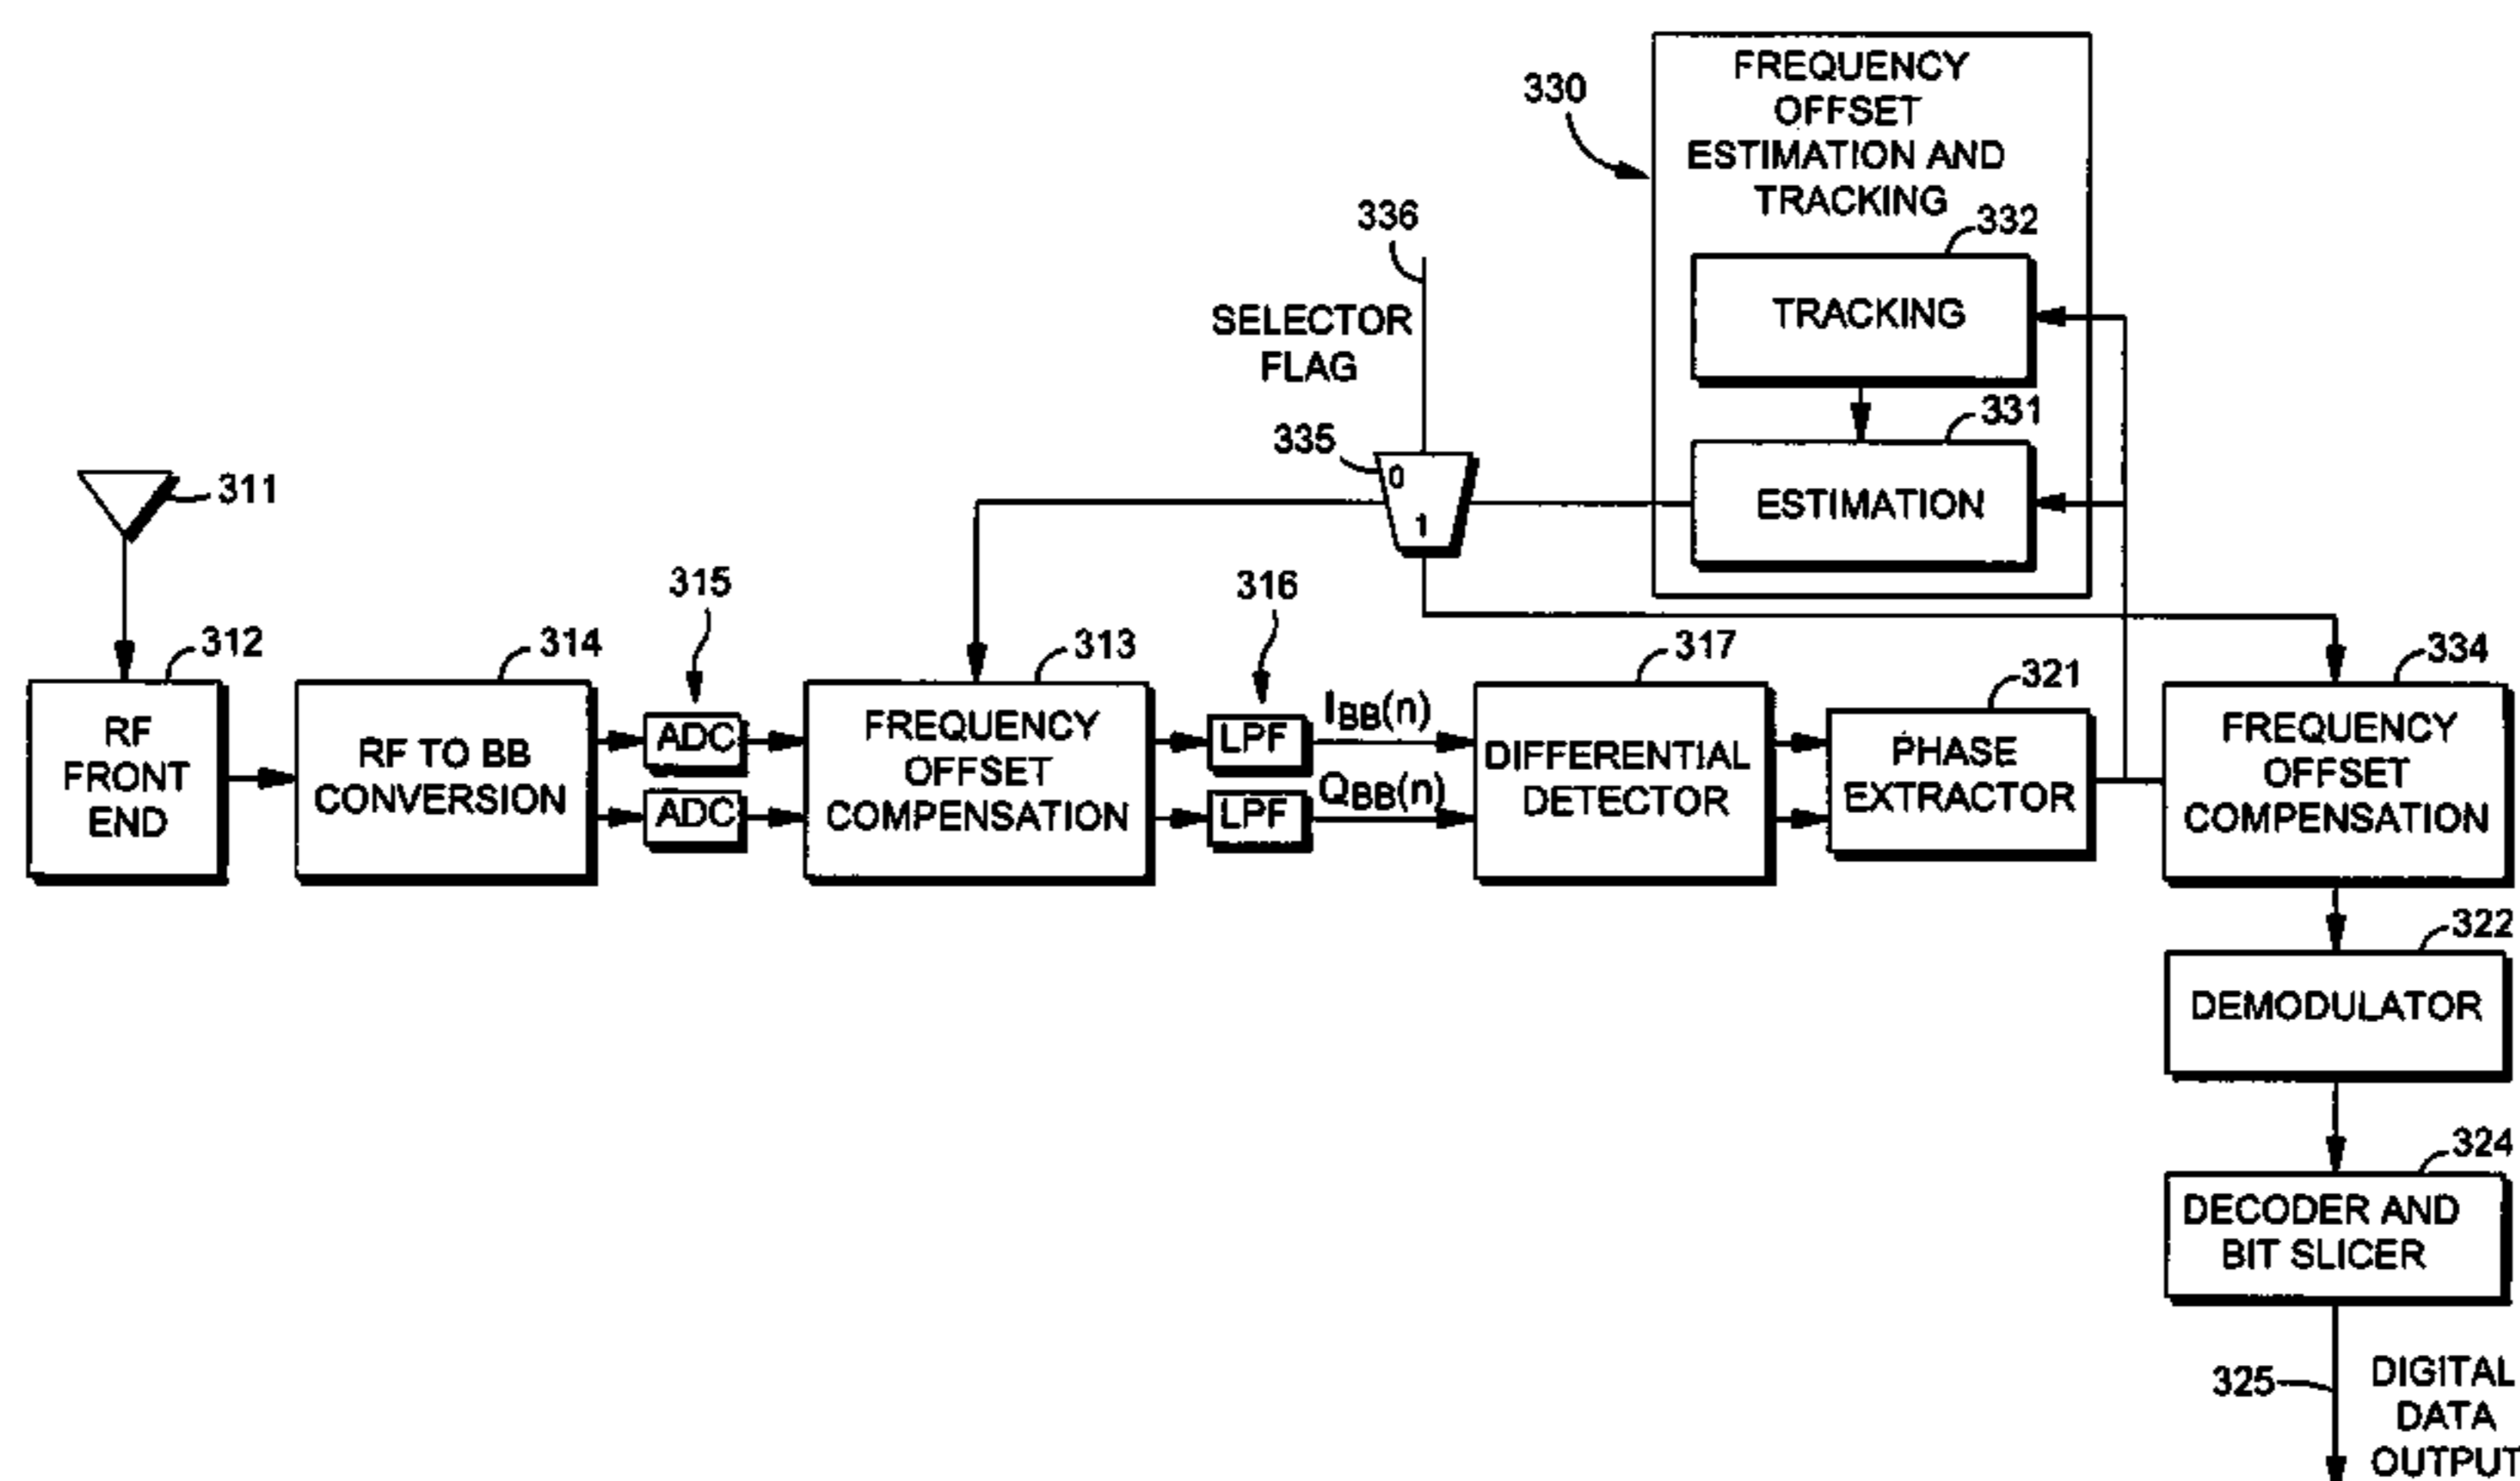 FREQUENCY
OFFSET
ESTIMATION AND
TRACKING
330
332
TRACKING
336
SELECTOR
FLAG
331
ESTIMATION
335
0
1
311
315
316
312
RF
FRONT
END
314
RF TO BB
CONVERSION
ADC
ADC
313
FREQUENCY
OFFSET
COMPENSATION
LPF
LPF
I_BB(n)
Q_BB(n)
317
DIFFERENTIAL
DETECTOR
321
PHASE
EXTRACTOR
334
FREQUENCY
OFFSET
COMPENSATION
322
DEMODULATOR
324
DECODER AND
BIT SLICER
325
DIGITAL
DATA
OUTPUT